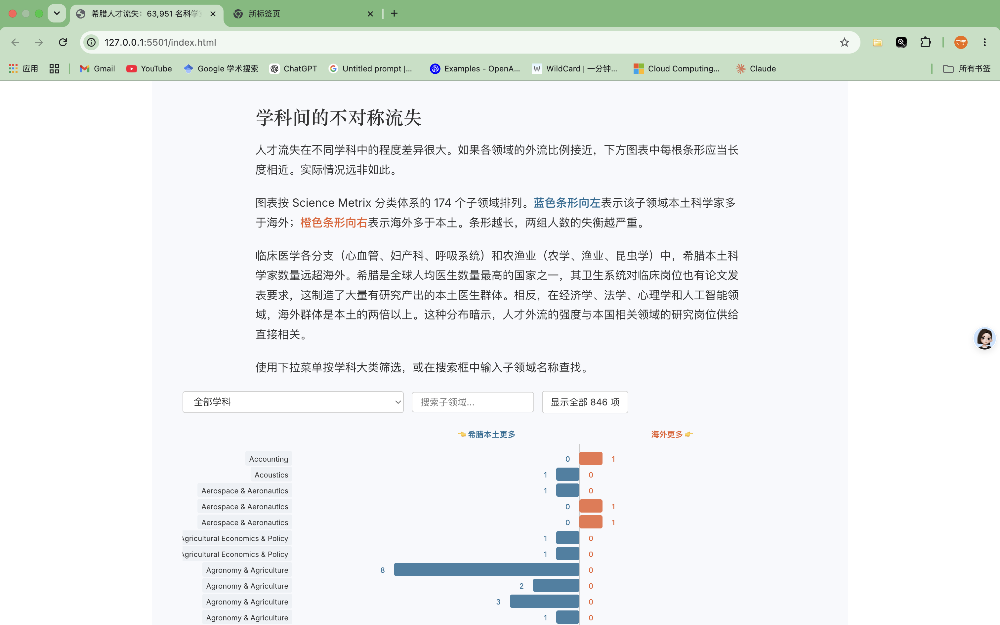 希腊人才流失：63,951 名科学
新标签页
127.0.0.1:5501/index.html
守宇
应用
Gmail
YouTube
Google 学术搜索
ChatGPT
Untitled prompt |...
Examples - OpenA...
W
WildCard | 一分钟...
Cloud Computing...
Claude
所有书签
学科间的不对称流失
人才流失在不同学科中的程度差异很大。如果各领域的外流比例接近，下方图表中每根条形应当长
度相近。实际情况远非如此。
图表按 Science Metrix 分类体系的 174 个子领域排列。蓝色条形向左表示该子领域本土科学家多
于海外；橙色条形向右表示海外多于本土。条形越长，两组人数的失衡越严重。
临床医学各分支（心血管、妇产科、呼吸系统）和农渔业（农学、渔业、昆虫学）中，希腊本土科
学家数量远超海外。希腊是全球人均医生数量最高的国家之一，其卫生系统对临床岗位也有论文发
表要求，这制造了大量有研究产出的本土医生群体。相反，在经济学、法学、心理学和人工智能领
域，海外群体是本土的两倍以上。这种分布暗示，人才外流的强度与本国相关领域的研究岗位供给
直接相关。
使用下拉菜单按学科大类筛选，或在搜索框中输入子领域名称查找。
全部学科
搜索子领域...
显示全部 846 项
👈 希腊本土更多
海外更多 👉
Accounting 0 1
Acoustics 1 0
Aerospace & Aeronautics 1 0
Aerospace & Aeronautics 0 1
Aerospace & Aeronautics 0 1
Agricultural Economics & Policy 1 0
Agricultural Economics & Policy 1 0
Agronomy & Agriculture 8 0
Agronomy & Agriculture 2 0
Agronomy & Agriculture 3 0
Agronomy & Agriculture 1 0